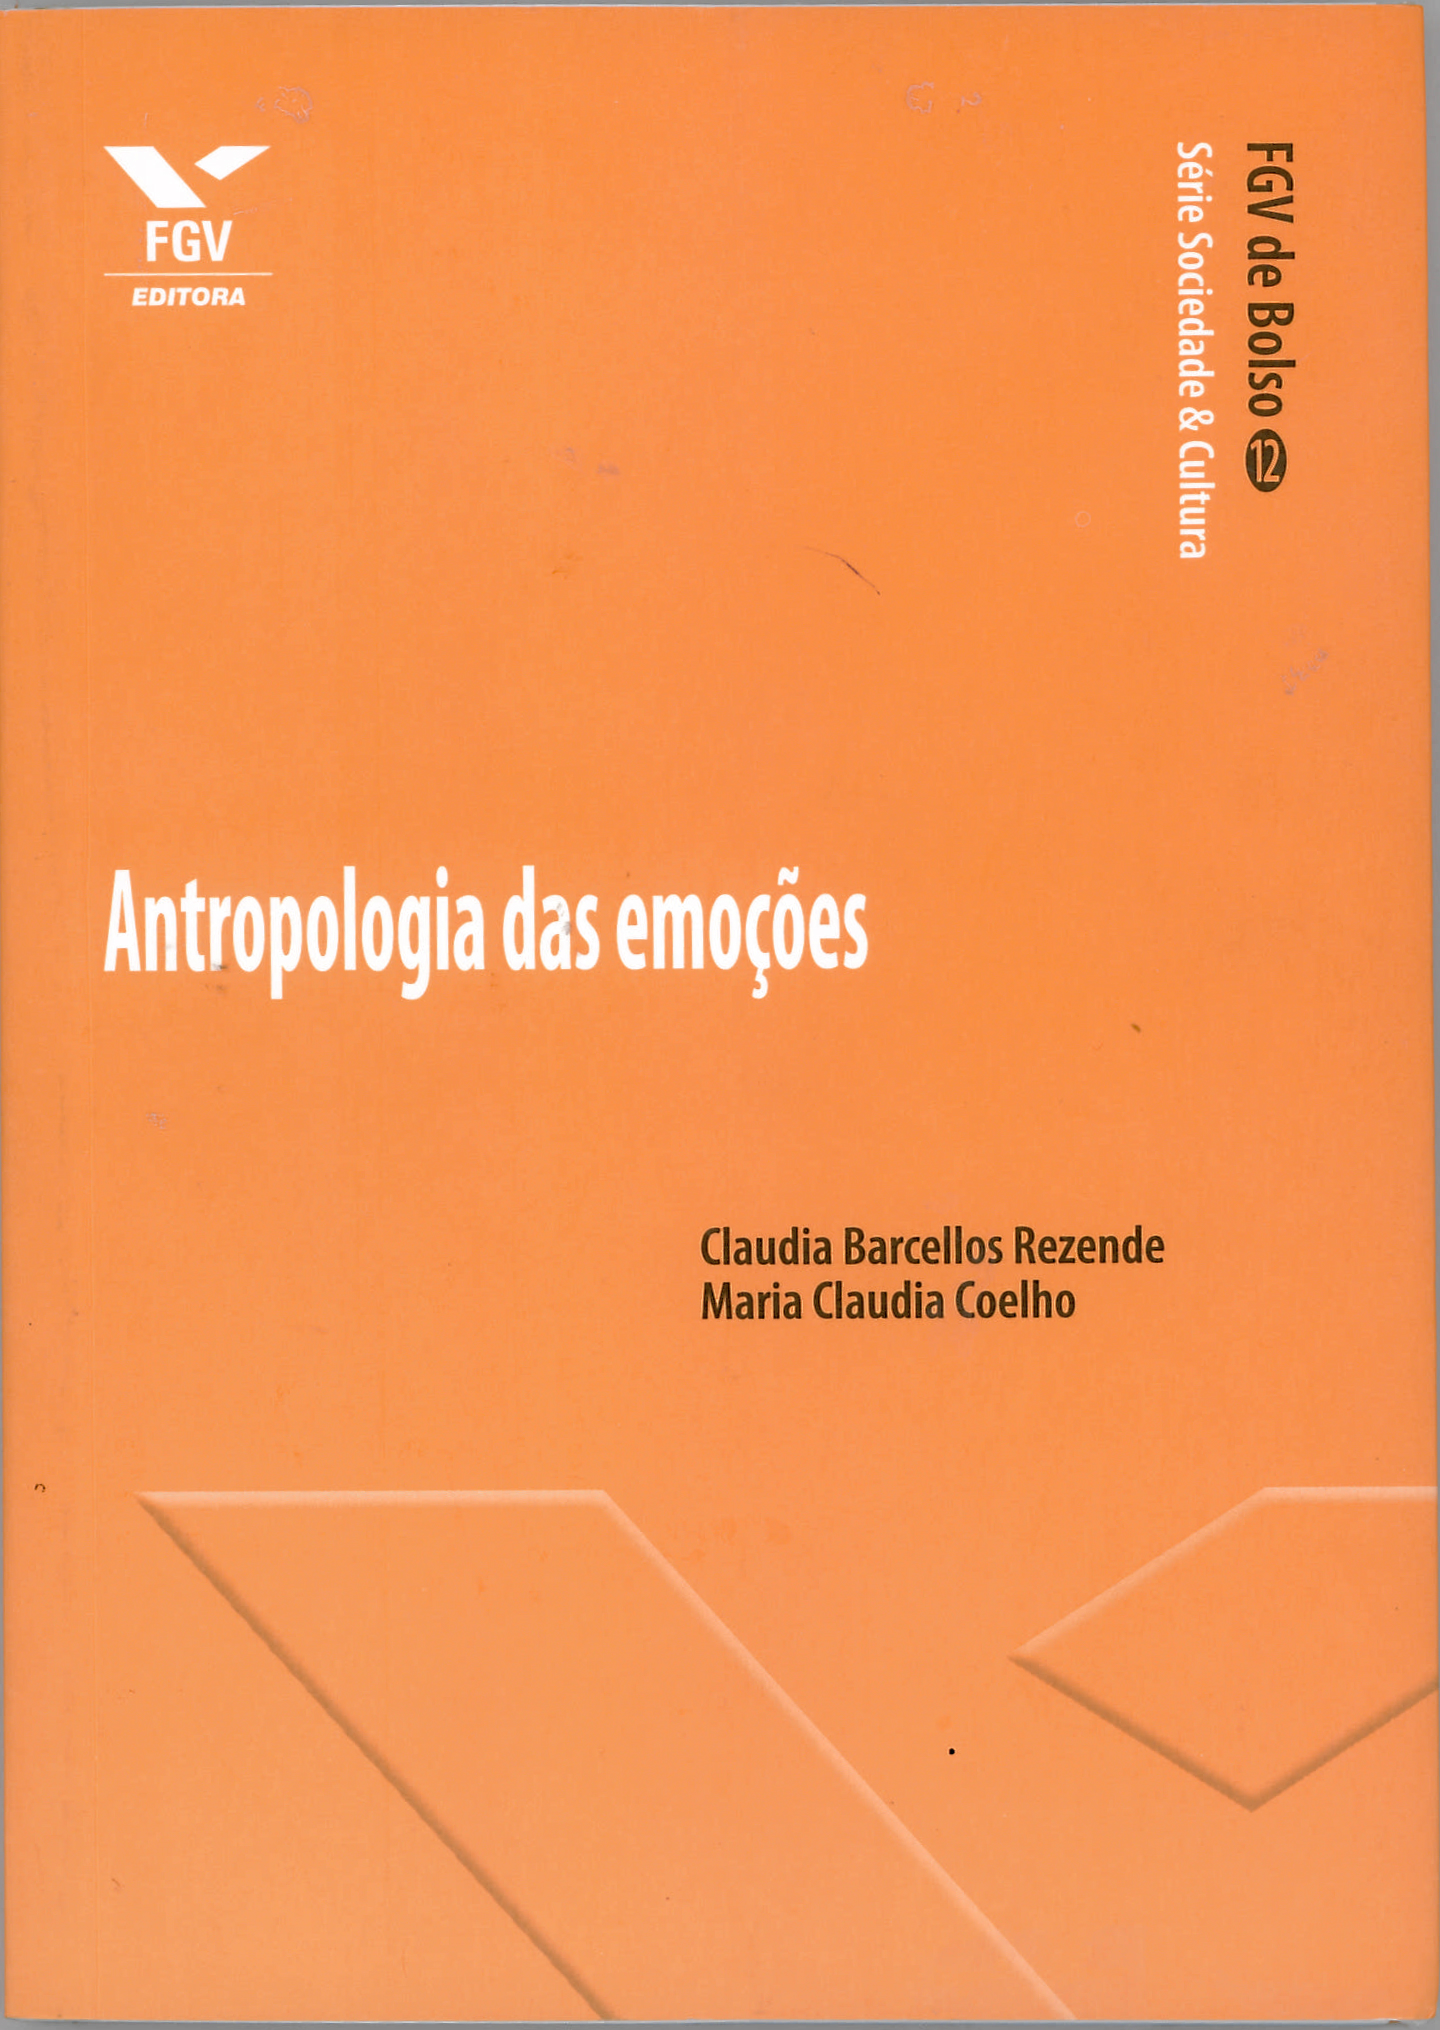 FGV
EDITORA
FGV de Bolso 12
Série Sociedade & Cultura
Antropologia das emoções
Claudia Barcellos Rezende
Maria Claudia Coelho